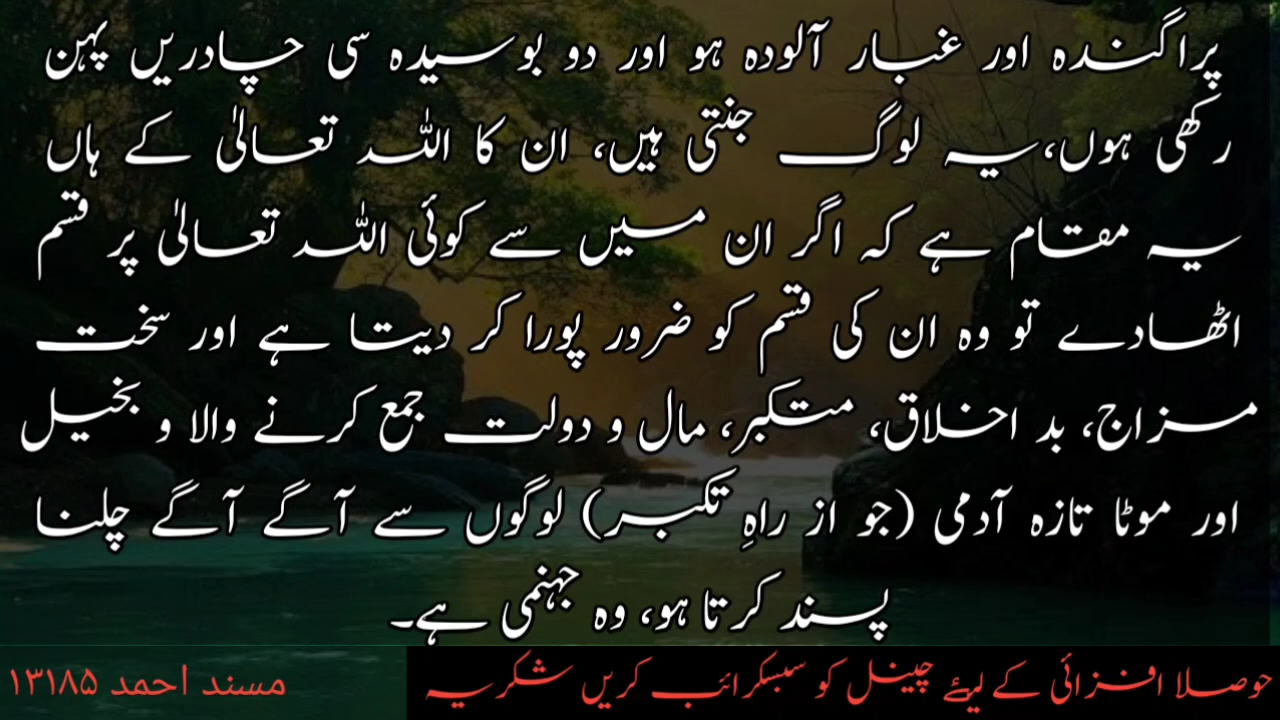 پراگندہ اور غبار آلودہ ہو اور دو بوسیدہ سی چادریں پہن
رکھی ہوں، یہ لوگ جنتی ہیں، ان کا اللہ تعالیٰ کے ہاں
یہ مقام ہے کہ اگر ان میں سے کوئی اللہ تعالیٰ پر قسم
اٹھادے تو وہ ان کی قسم کو ضرور پورا کر دیتا ہے اور سخت
مزاج، بد اخلاق، متکبر، مال و دولت جمع کرنے والا و بخیل
اور موٹا تازہ آدمی (جو از راہِ تکبر) لوگوں سے آگے آگے چلنا
پسند کرتا ہو، وہ جہنمی ہے۔
حوصلا افزائی کے لیئے چینل کو سبسکرائب کریں شکریہ
مسند احمد ۱۳۱۸۵